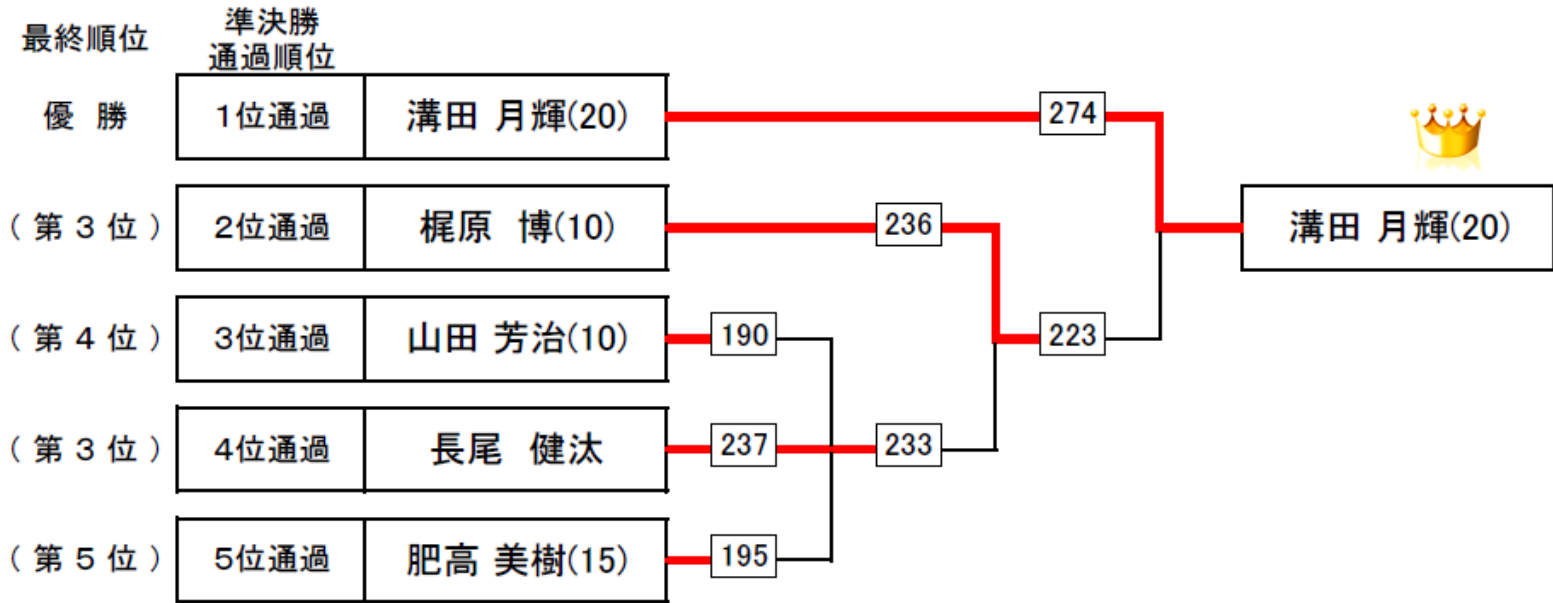 最終順位
準決勝
通過順位
優 勝 1位通過 溝田 月輝(20) 274
(第3位) 2位通過 梶原 博(10) 236 溝田 月輝(20)
(第4位) 3位通過 山田 芳治(10) 190 223
(第3位) 4位通過 長尾 健汰 237 233
(第5位) 5位通過 肥高 美樹(15) 195